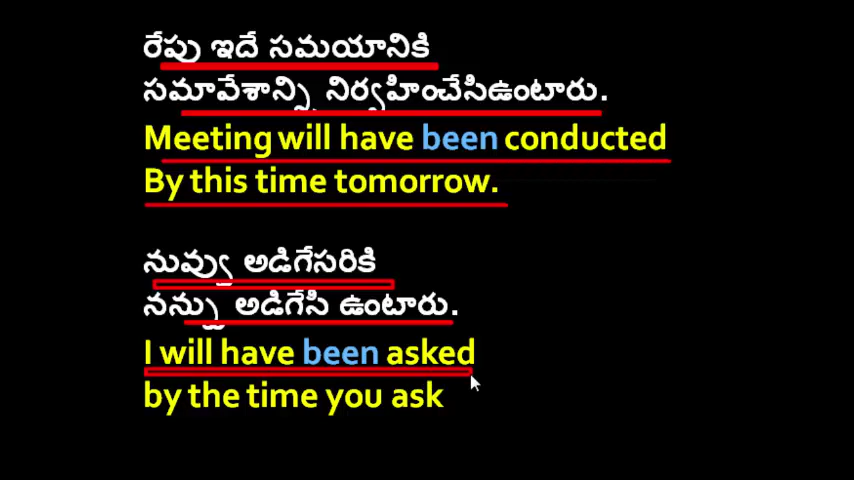 రేపు ఇదే సమయానికి
సమావేశాన్ని నిర్వహించేసిఉంటారు.
Meeting will have been conducted
By this time tomorrow.
నువ్వు అడిగేసరికి
నన్ను అడిగేసి ఉంటారు.
I will have been asked
by the time you ask